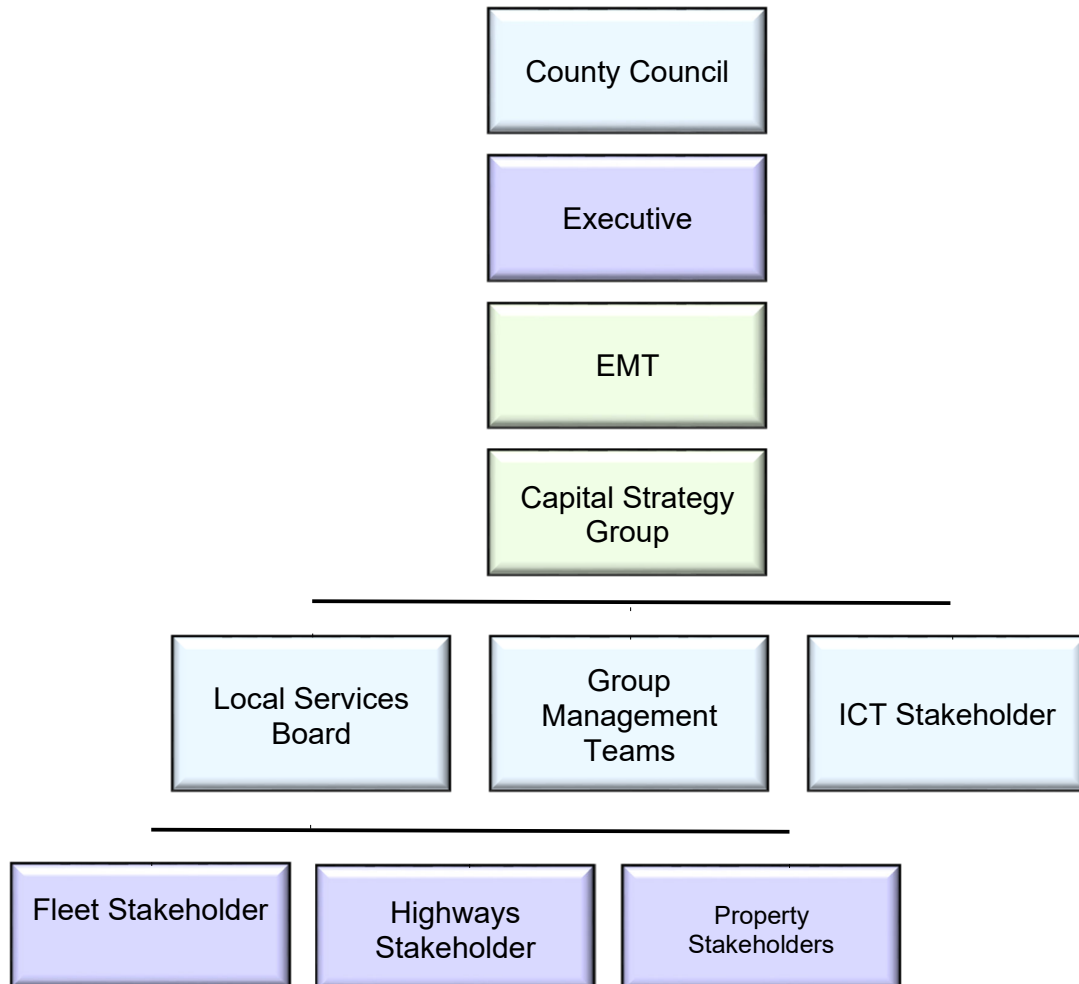 County Council
Executive
EMT
Capital Strategy
Group
Local Services
Board
Group
Management
Teams
ICT Stakeholder
Fleet Stakeholder
Highways
Stakeholder
Property
Stakeholders